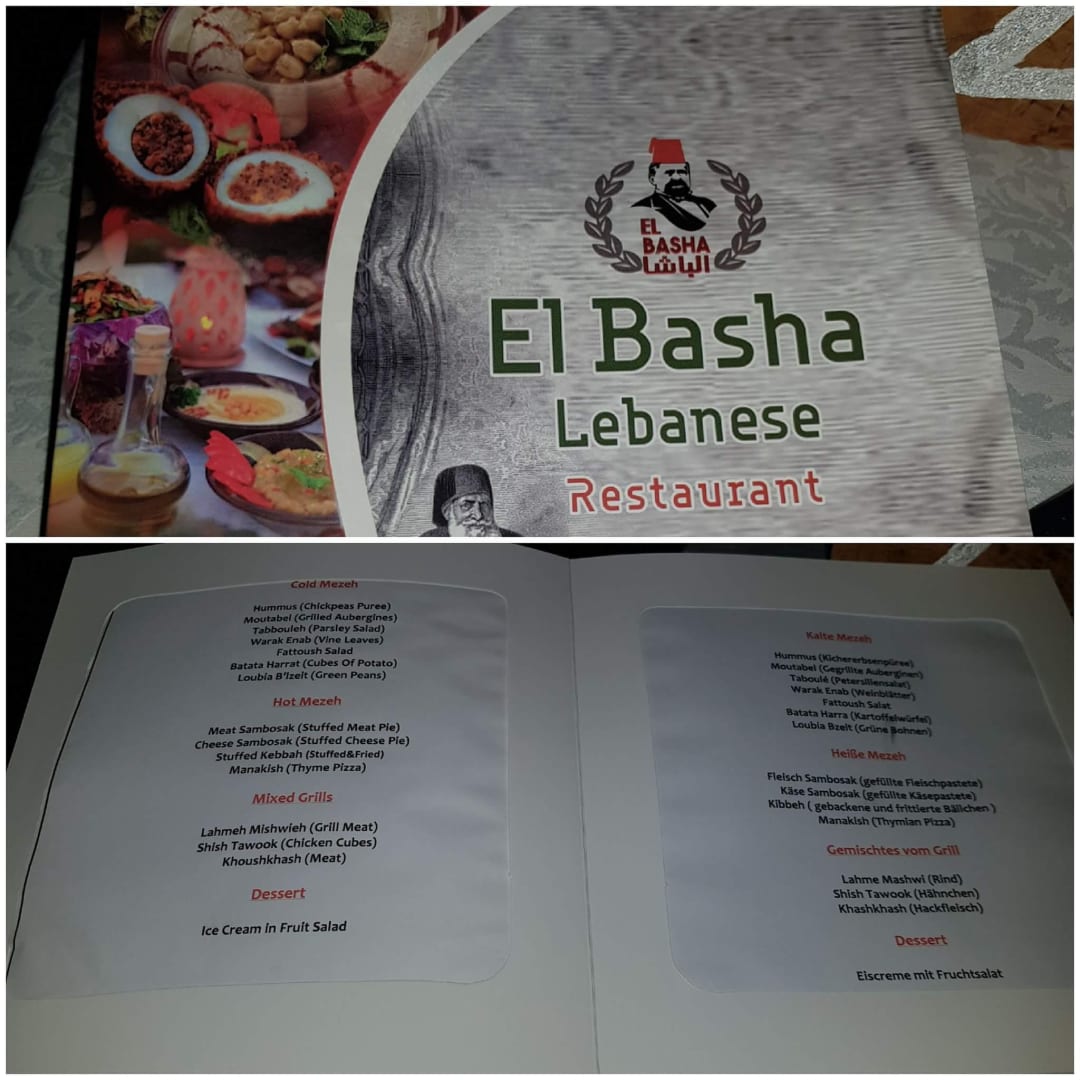 EL
BASHA
الباشا
El Basha
Lebanese
Restaurant
Cold Mezeh
Hummus (Chickpeas Puree)
Moutabel (Grilled Aubergines)
Tabbouleh (Parsley Salad)
Warak Enab (Vine Leaves)
Fattoush Salad
Batata Harrat (Cubes Of Potato)
Loubia B'lzeit (Green Peans)
Hot Mezeh
Meat Sambosak (Stuffed Meat Pie)
Cheese Sambosak (Stuffed Cheese Pie)
Stuffed Kebbah (Stuffed&Fried)
Manakish (Thyme Pizza)
Mixed Grills
Lahmeh Mishwieh (Grill Meat)
Shish Tawook (Chicken Cubes)
Khoushkhash (Meat)
Dessert
Ice Cream in Fruit Salad
Kalte Mezeh
Hummus (Kichererbsenpüree)
Moutabel (Gegrillte Auberginen)
Taboulé (Petersiliensalat)
Warak Enab (Weinblätter)
Fattoush Salat
Batata Harra (Kartoffelwürfel)
Loubia Bzeit (Grüne Bohnen)
Heiße Mezeh
Fleisch Sambosak (gefüllte Fleischpastete)
Käse Sambosak (gefüllte Käsepastete)
Kibbeh ( gebackene und frittierte Bällchen )
Manakish (Thymian Pizza)
Gemischtes vom Grill
Lahme Mashwi (Rind)
Shish Tawook (Hähnchen)
Khashkhash (Hackfleisch)
Dessert
Eiscreme mit Fruchtsalat